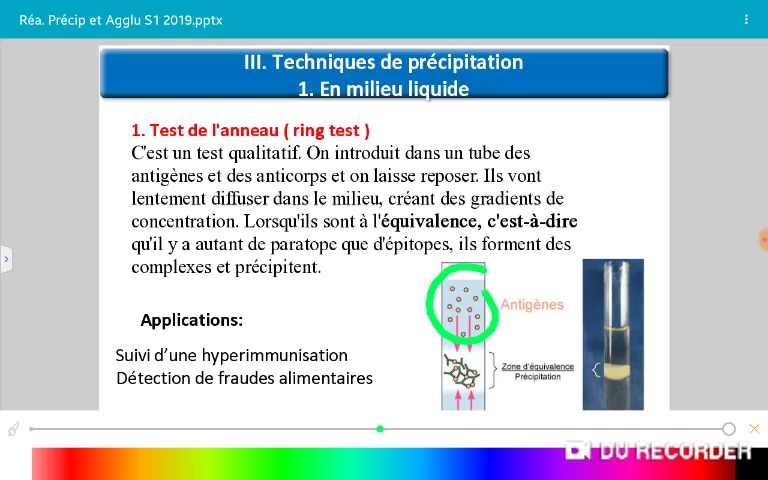 Réa. Précip et Agglu S1 2019.pptx
III. Techniques de précipitation
1. En milieu liquide
1. Test de l'anneau ( ring test )
C'est un test qualitatif. On introduit dans un tube des
antigènes et des anticorps et on laisse reposer. Ils vont
lentement diffuser dans le milieu, créant des gradients de
concentration. Lorsqu'ils sont à l'équivalence, c'est-à-dire
qu'il y a autant de paratope que d'épitopes, ils forment des
complexes et précipitent.
Antigènes
Applications:
Suivi d’une hyperimmunisation
Détection de fraudes alimentaires
Zone d'équivalence
Précipitation
DU RECORDER